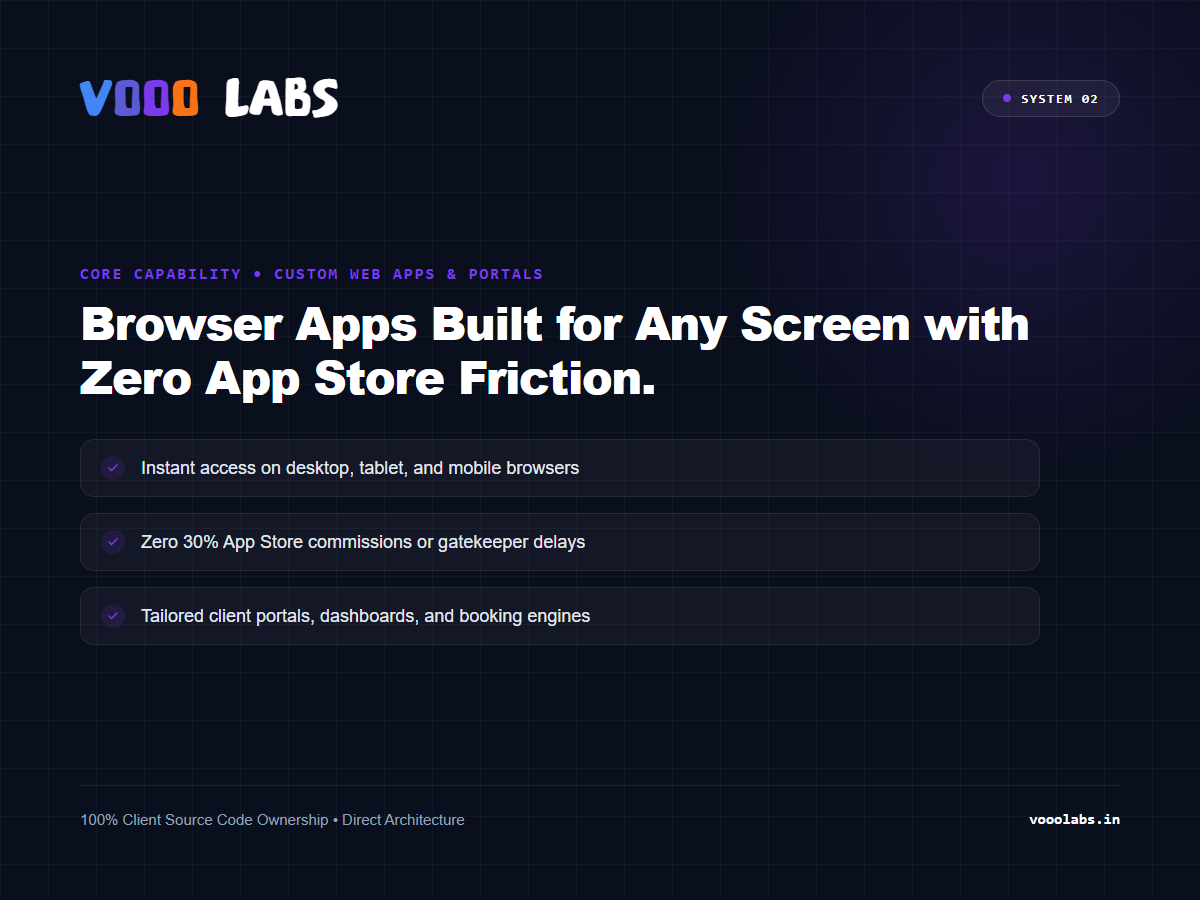 VOOO LABS
SYSTEM 02
CORE CAPABILITY • CUSTOM WEB APPS & PORTALS
Browser Apps Built for Any Screen with
Zero App Store Friction.
Instant access on desktop, tablet, and mobile browsers
Zero 30% App Store commissions or gatekeeper delays
Tailored client portals, dashboards, and booking engines
100% Client Source Code Ownership • Direct Architecture
vooolabs.in